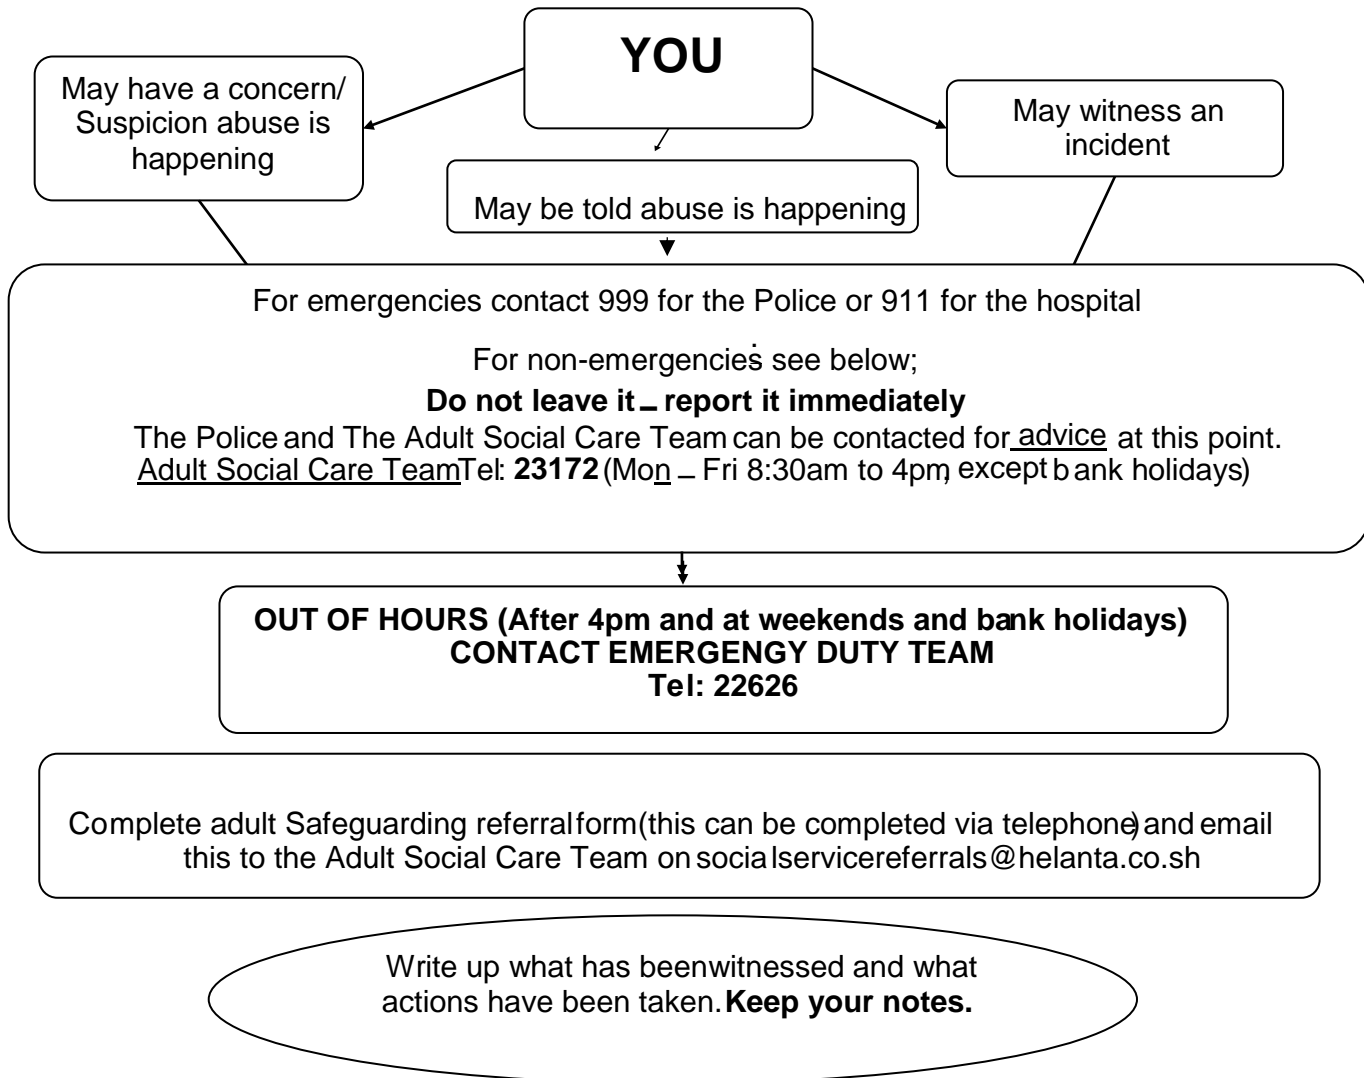 YOU
May have a concern/
Suspicion abuse is
happening
May be told abuse is happening
May witness an
incident
For emergencies contact 999 for the Police or 911 for the hospital
For non-emergencies see below;
Do not leave it – report it immediately
The Police and The Adult Social Care Team can be contacted for advice at this point.
Adult Social Care Team Tel: 23172 (Mon – Fri 8:30am to 4pm, except bank holidays)
OUT OF HOURS (After 4pm and at weekends and bank holidays)
CONTACT EMERGENGY DUTY TEAM
Tel: 22626
Complete adult Safeguarding referral form (this can be completed via telephone) and email
this to the Adult Social Care Team on socialservicereferrals@helanta.co.sh
Write up what has been witnessed and what
actions have been taken. Keep your notes.